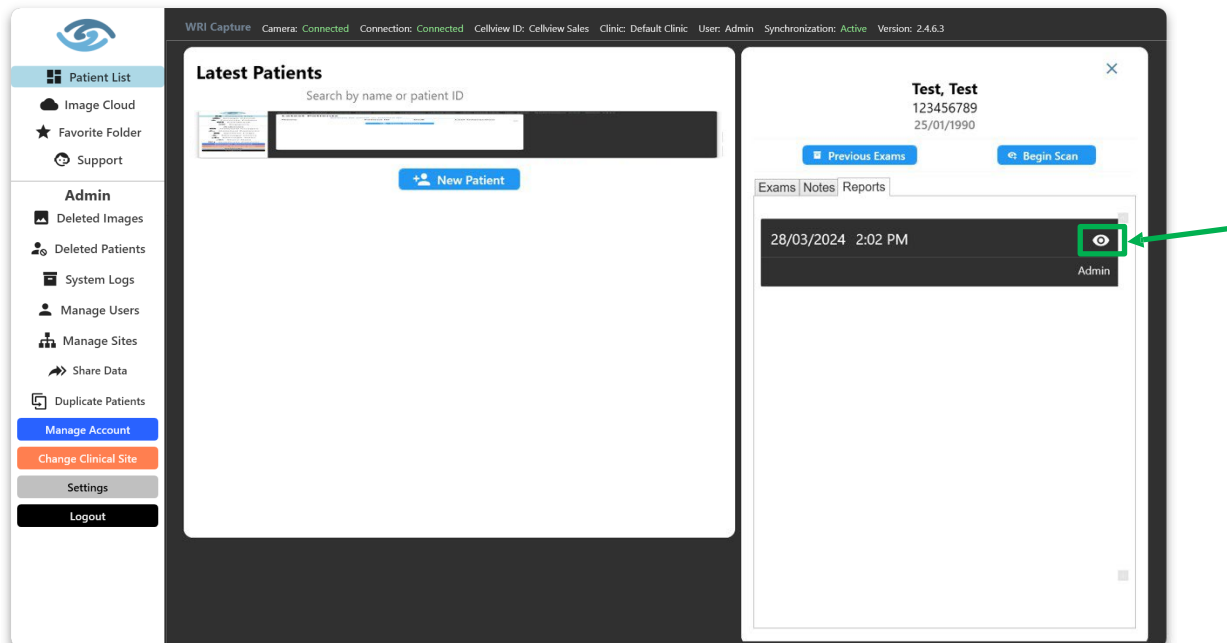 WRI Capture Camera: Connected Connection: Connected Cellview ID: Cellview Sales Clinic: Default Clinic User: Admin Synchronization: Active Version: 2.4.6.3
Patient List
Image Cloud
Favorite Folder
Support
Admin
Deleted Images
Deleted Patients
System Logs
Manage Users
Manage Sites
Share Data
Duplicate Patients
Manage Account
Change Clinical Site
Settings
Logout
Latest Patients
Search by name or patient ID
New Patient
Test, Test
123456789
25/01/1990
Previous Exams
Begin Scan
Exams Notes Reports
28/03/2024 2:02 PM
Admin